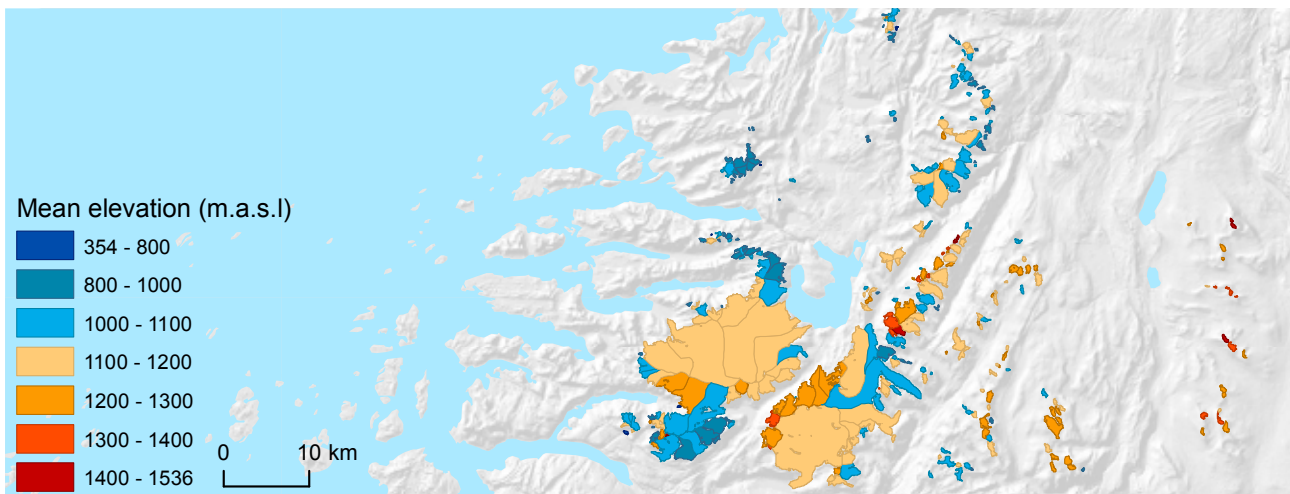 Mean elevation (m.a.s.l)
354 - 800
800 - 1000
1000 - 1100
1100 - 1200
1200 - 1300
1300 - 1400
1400 - 1536
0 10 km